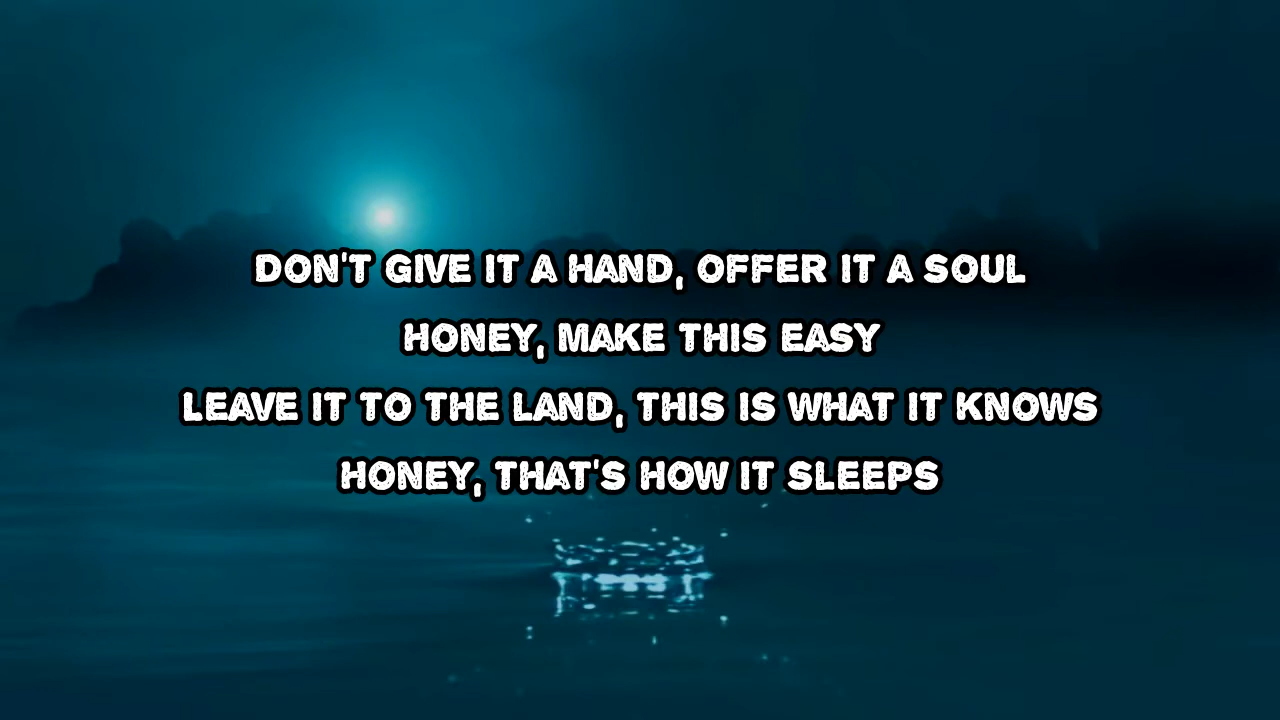 DON'T GIVE IT A HAND, OFFER IT A SOUL
HONEY, MAKE THIS EASY
LEAVE IT TO THE LAND, THIS IS WHAT IT KNOWS
HONEY, THAT'S HOW IT SLEEPS